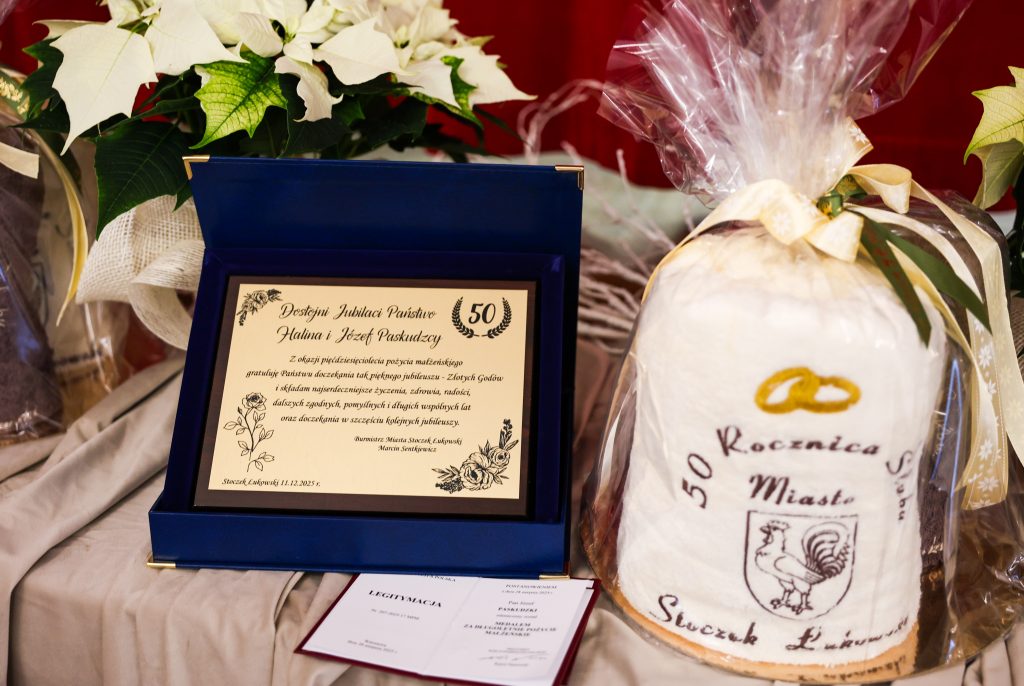 Dostojni Jubilaci Państwo
Halina i Józef Paskudzcy
50
Z okazji pięćdziesięciolecia pożycia małżeńskiego
gratuluję Państwu doczekania tak pięknego jubileuszu - Złotych Godów
i składam najserdeczniejsze życzenia, zdrowia, radości,
dalszych zgodnych, pomyślnych i długich wspólnych lat
oraz doczekania w szczęściu kolejnych jubileuszy.
Burmistrz Miasta Stoczek Łukowski
Marcin Sentkiewicz
Stoczek Łukowski 11.12.2025 r.
LEGITYMACJA
POSTANOWIENIEM
Pan Józef
PASKUDZKI
MEDALEM
ZA DŁUGOLETNIE POŻYCIE
MAŁŻEŃSKIE
50 Rocznica
Miasto
Stoczek Łukowski